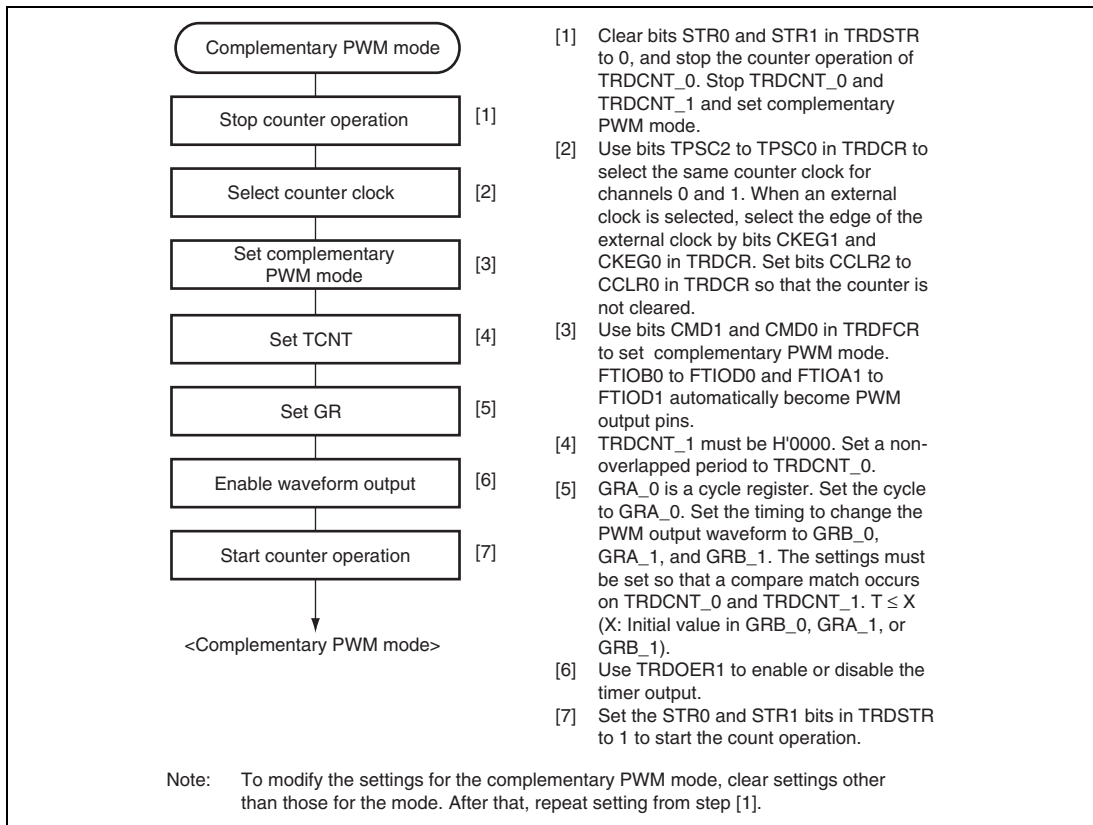 Complementary PWM mode
Stop counter operation
[1]
Select counter clock
[2]
Set complementary
PWM mode
[3]
Set TCNT
[4]
Set GR
[5]
Enable waveform output
[6]
Start counter operation
[7]
<Complementary PWM mode>
[1] Clear bits STR0 and STR1 in TRDSTR
to 0, and stop the counter operation of
TRDCNT_0. Stop TRDCNT_0 and
TRDCNT_1 and set complementary
PWM mode.
[2] Use bits TPSC2 to TPSC0 in TRDCR to
select the same counter clock for
channels 0 and 1. When an external
clock is selected, select the edge of the
external clock by bits CKEG1 and
CKEG0 in TRDCR. Set bits CCLR2 to
CCLR0 in TRDCR so that the counter is
not cleared.
[3] Use bits CMD1 and CMD0 in TRDFCR
to set complementary PWM mode.
FTIOB0 to FTIOD0 and FTIOA1 to
FTIOD1 automatically become PWM
output pins.
[4] TRDCNT_1 must be H'0000. Set a non-
overlapped period to TRDCNT_0.
[5] GRA_0 is a cycle register. Set the cycle
to GRA_0. Set the timing to change the
PWM output waveform to GRB_0,
GRA_1, and GRB_1. The settings must
be set so that a compare match occurs
on TRDCNT_0 and TRDCNT_1. T ≤ X
(X: Initial value in GRB_0, GRA_1, or
GRB_1).
[6] Use TRDOER1 to enable or disable the
timer output.
[7] Set the STR0 and STR1 bits in TRDSTR
to 1 to start the count operation.
Note: To modify the settings for the complementary PWM mode, clear settings other
than those for the mode. After that, repeat setting from step [1].